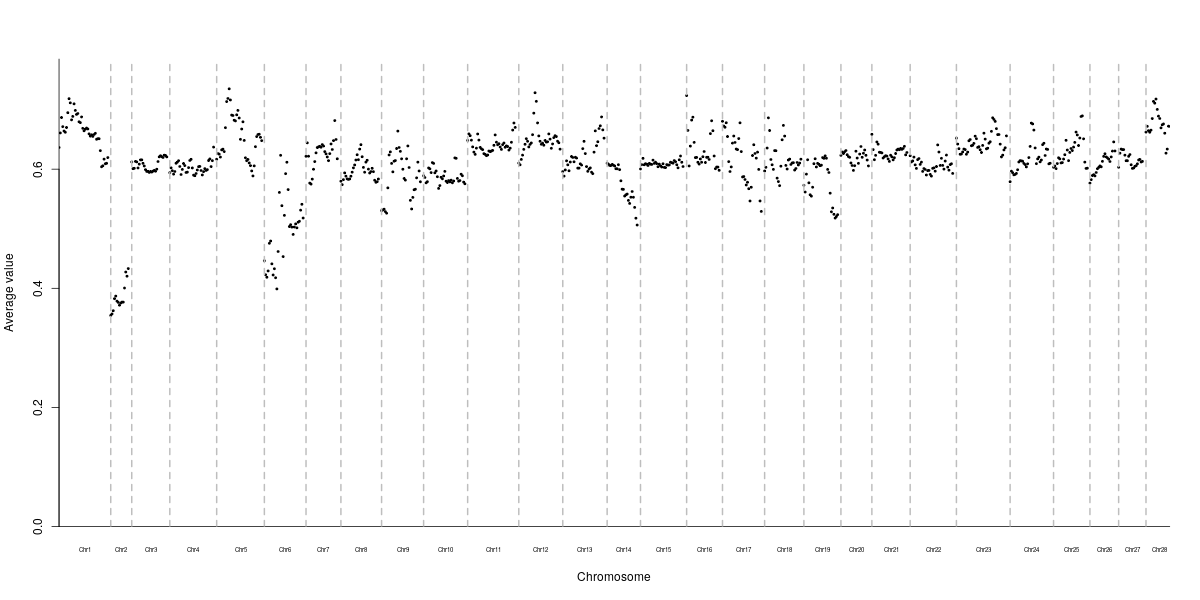 Average value
0.6
0.4
0.2
0.0
Chr1 Chr2 Chr3 Chr4 Chr5 Chr6 Chr7 Chr8 Chr9 Chr10 Chr11 Chr12 Chr13 Chr14 Chr15 Chr16 Chr17 Chr18 Chr19 Chr20 Chr21 Chr22 Chr23 Chr24 Chr25 Chr26 Chr27 Chr28
Chromosome